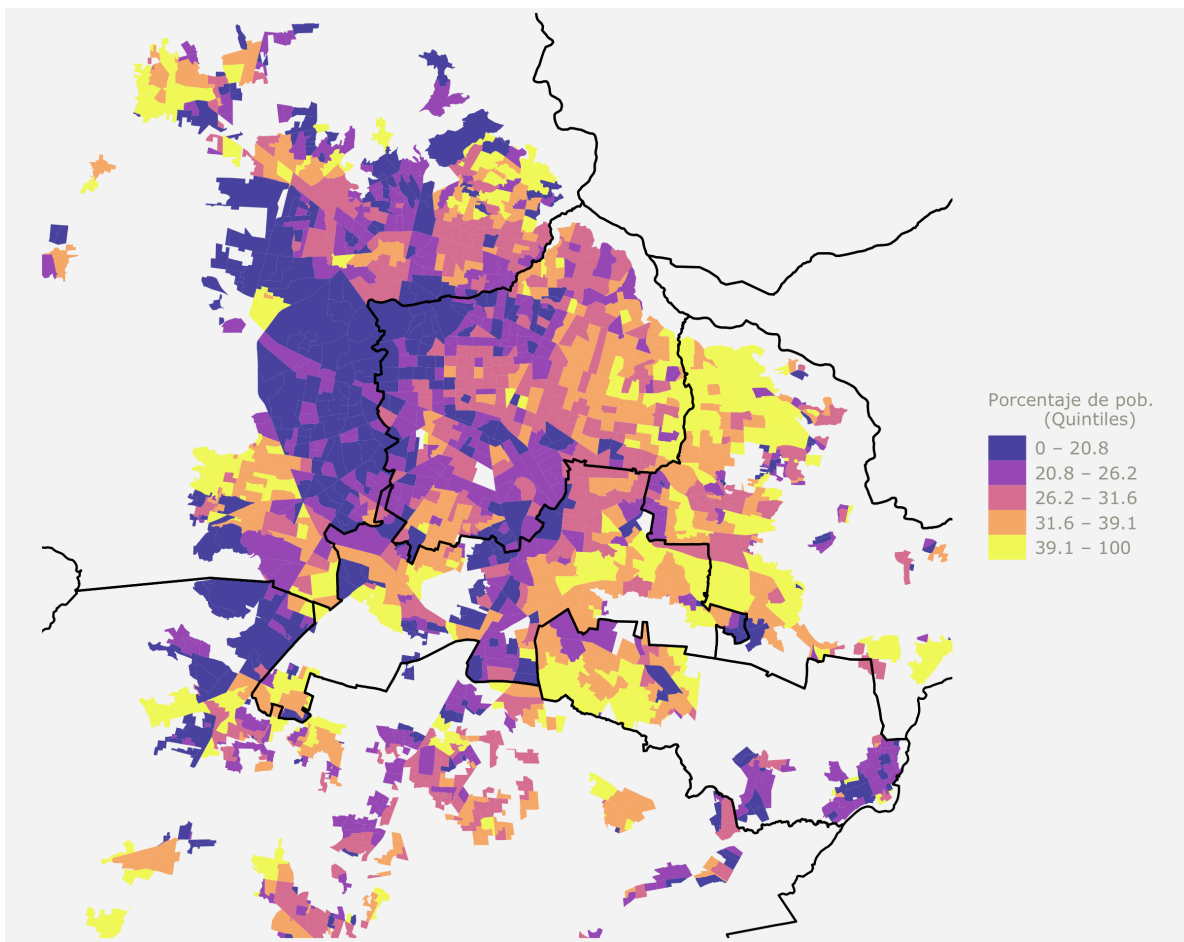 Porcentaje de pob.
(Quintiles)
0 – 20.8
20.8 – 26.2
26.2 – 31.6
31.6 – 39.1
39.1 – 100